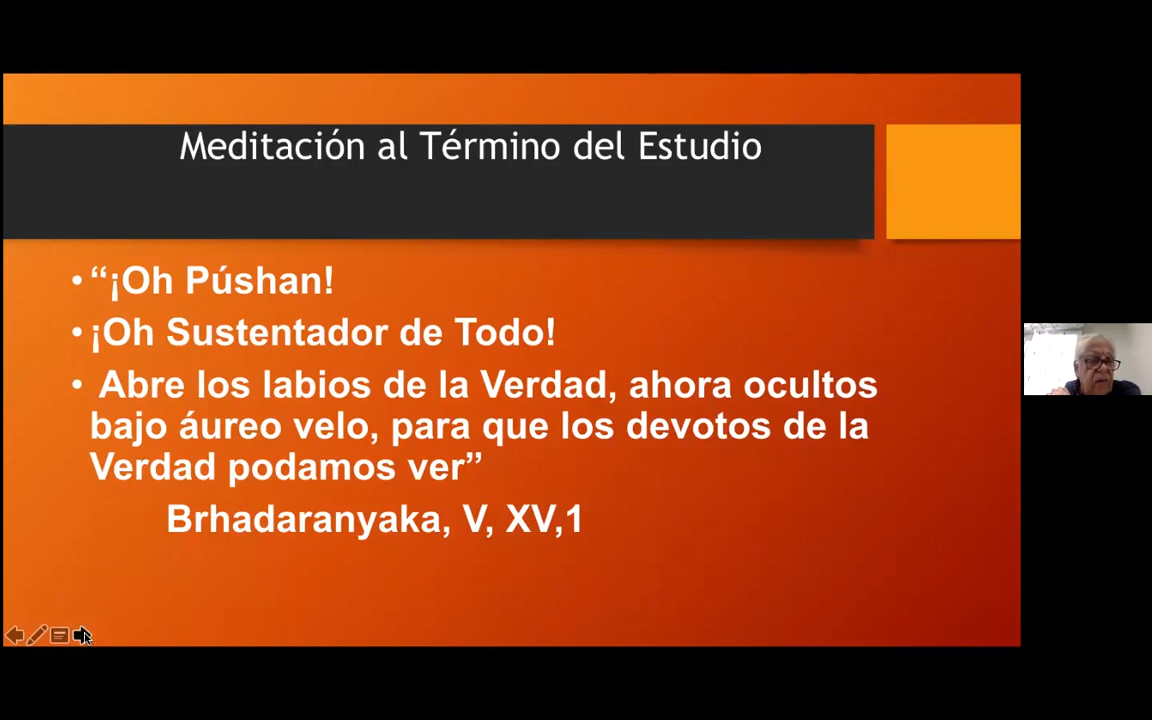 Meditación al Término del Estudio
• “¡Oh Púshan!
• ¡Oh Sustentador de Todo!
• Abre los labios de la Verdad, ahora ocultos
bajo áureo velo, para que los devotos de la
Verdad podamos ver”
Brhadaranyaka, V, XV,1